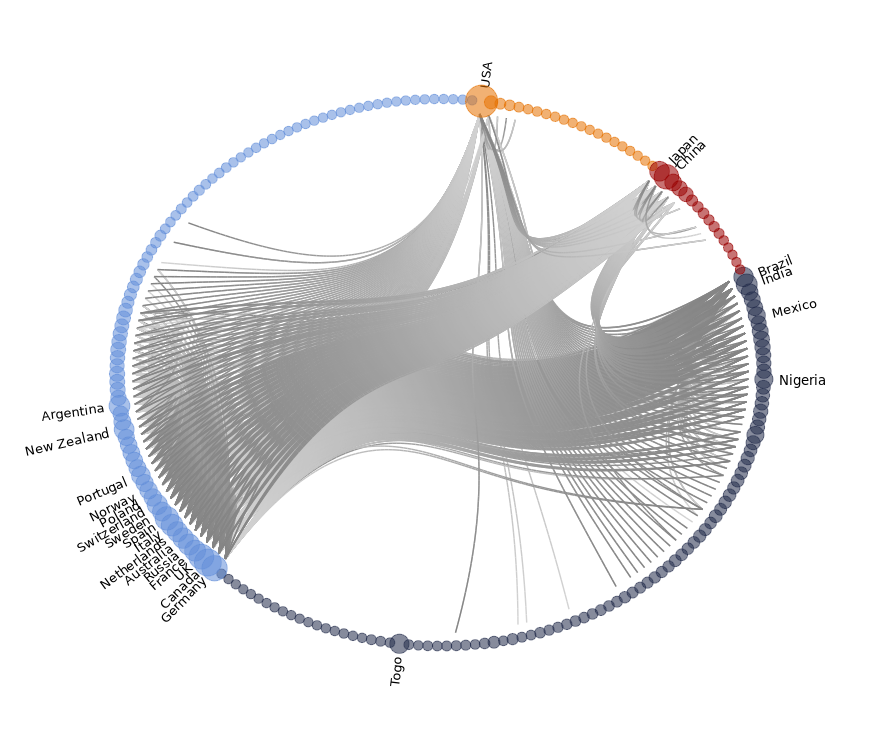 USA
Japan
China
Brazil
India
Mexico
Nigeria
Argentina
New Zealand
Portugal
Norway
Poland
Switzerland
Sweden
Spain
Italy
Netherlands
Australia
Russia
France
UK
Canada
Germany
Togo